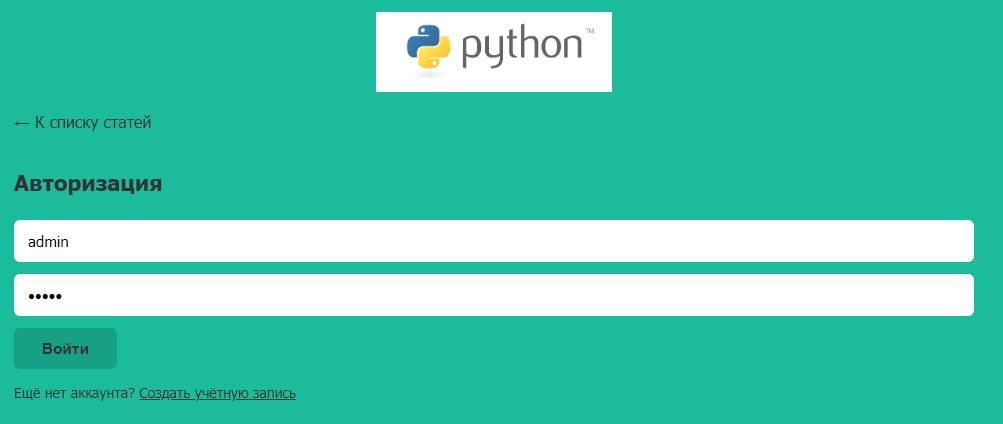 python™
← К списку статей
Авторизация
admin
•••••
Войти
Ещё нет аккаунта? Создать учётную запись